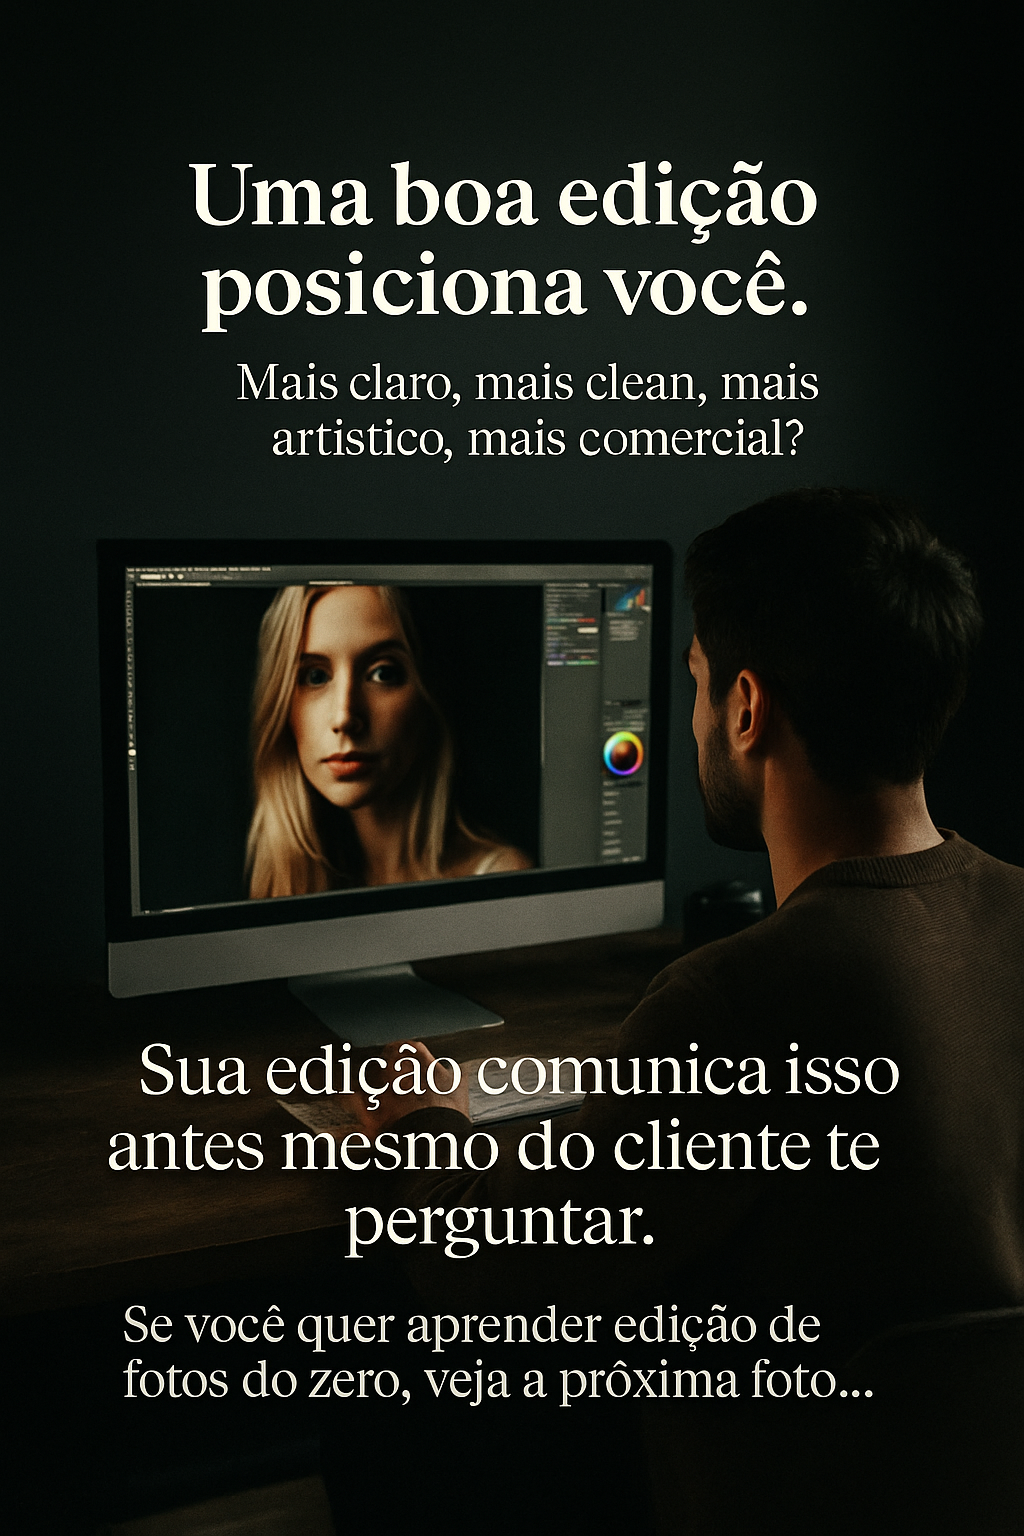 Uma boa edição
posiciona você.
Mais claro, mais clean, mais
artistico, mais comercial?
Sua edição comunica isso
antes mesmo do cliente te
perguntar.
Se você quer aprender edição de
fotos do zero, veja a prôxima foto...